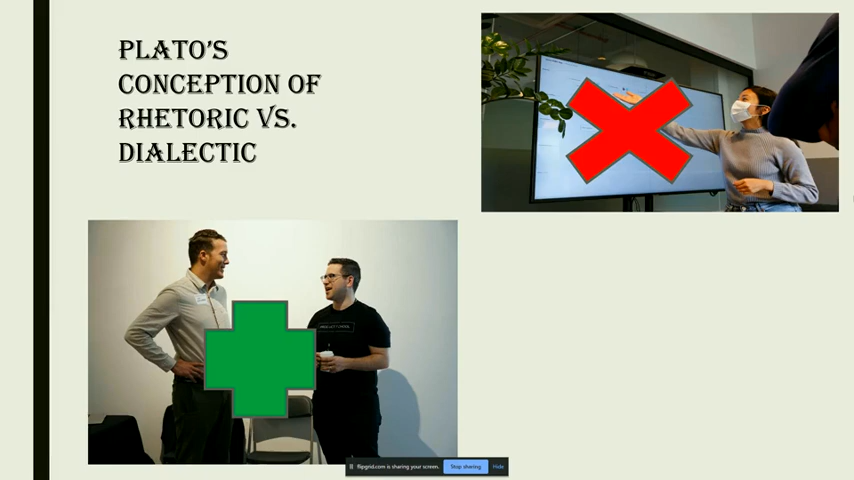 PLATO'S
CONCEPTION OF
RHETORIC VS.
DIALECTIC
flipgrid.com is sharing your screen.
Stop sharing
Hide